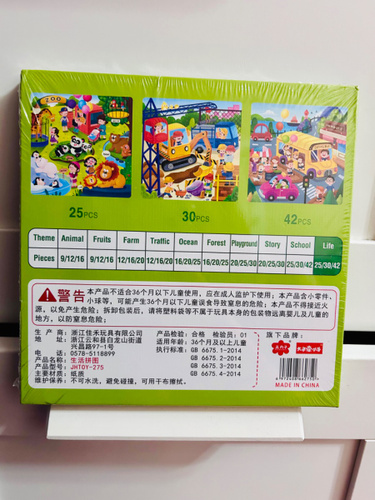 ZOO
25PCS 30PCS 42PCS
Theme Animal Fruits Farm Traffic Ocean Forest Playground Story School Life
Pieces 9/12/16 9/12/16 12/16/20 12/16/20 16/20/25 16/20/25 20/25/30 20/25/30 25/30/42 25/30/42
警告 本产品不适合36个月以下儿童使用，应在成人监护下使用。本产品含小零件、
小球等，可能产生36个月以下儿童误食导致窒息的危险。本产品不得接近火
源，以免产生危险；拆卸包装后，请将塑料袋等不属于玩具本身的包装物远离婴儿及儿童的
地方，以防窒息危险；
生产商：浙江佳禾玩具有限公司
地址：浙江云和县白龙山街道
兴昌路97-1号
电话：0578-5118899
产品名称：生活拼图
产品型号：JHTOY-275
主要材质：纸质
维护保养：不可水洗，避免碰撞，可用干布擦拭。
产品检验：合格 检验员：01
适用年龄：36个月及以上儿童
执行标准：GB 6675.1-2014
GB 6675.2-2014
GB 6675.3-2014
GB 6675.4-2014
旗下品牌：
MADE IN CHINA